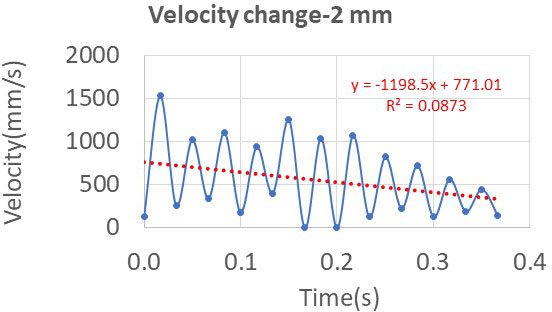 Velocity change-2 mm
2000
1500
1000
500
0
Velocity(mm/s)
y = -1198.5x + 771.01
R² = 0.0873
0.0 0.1 0.2 0.3 0.4
Time(s)